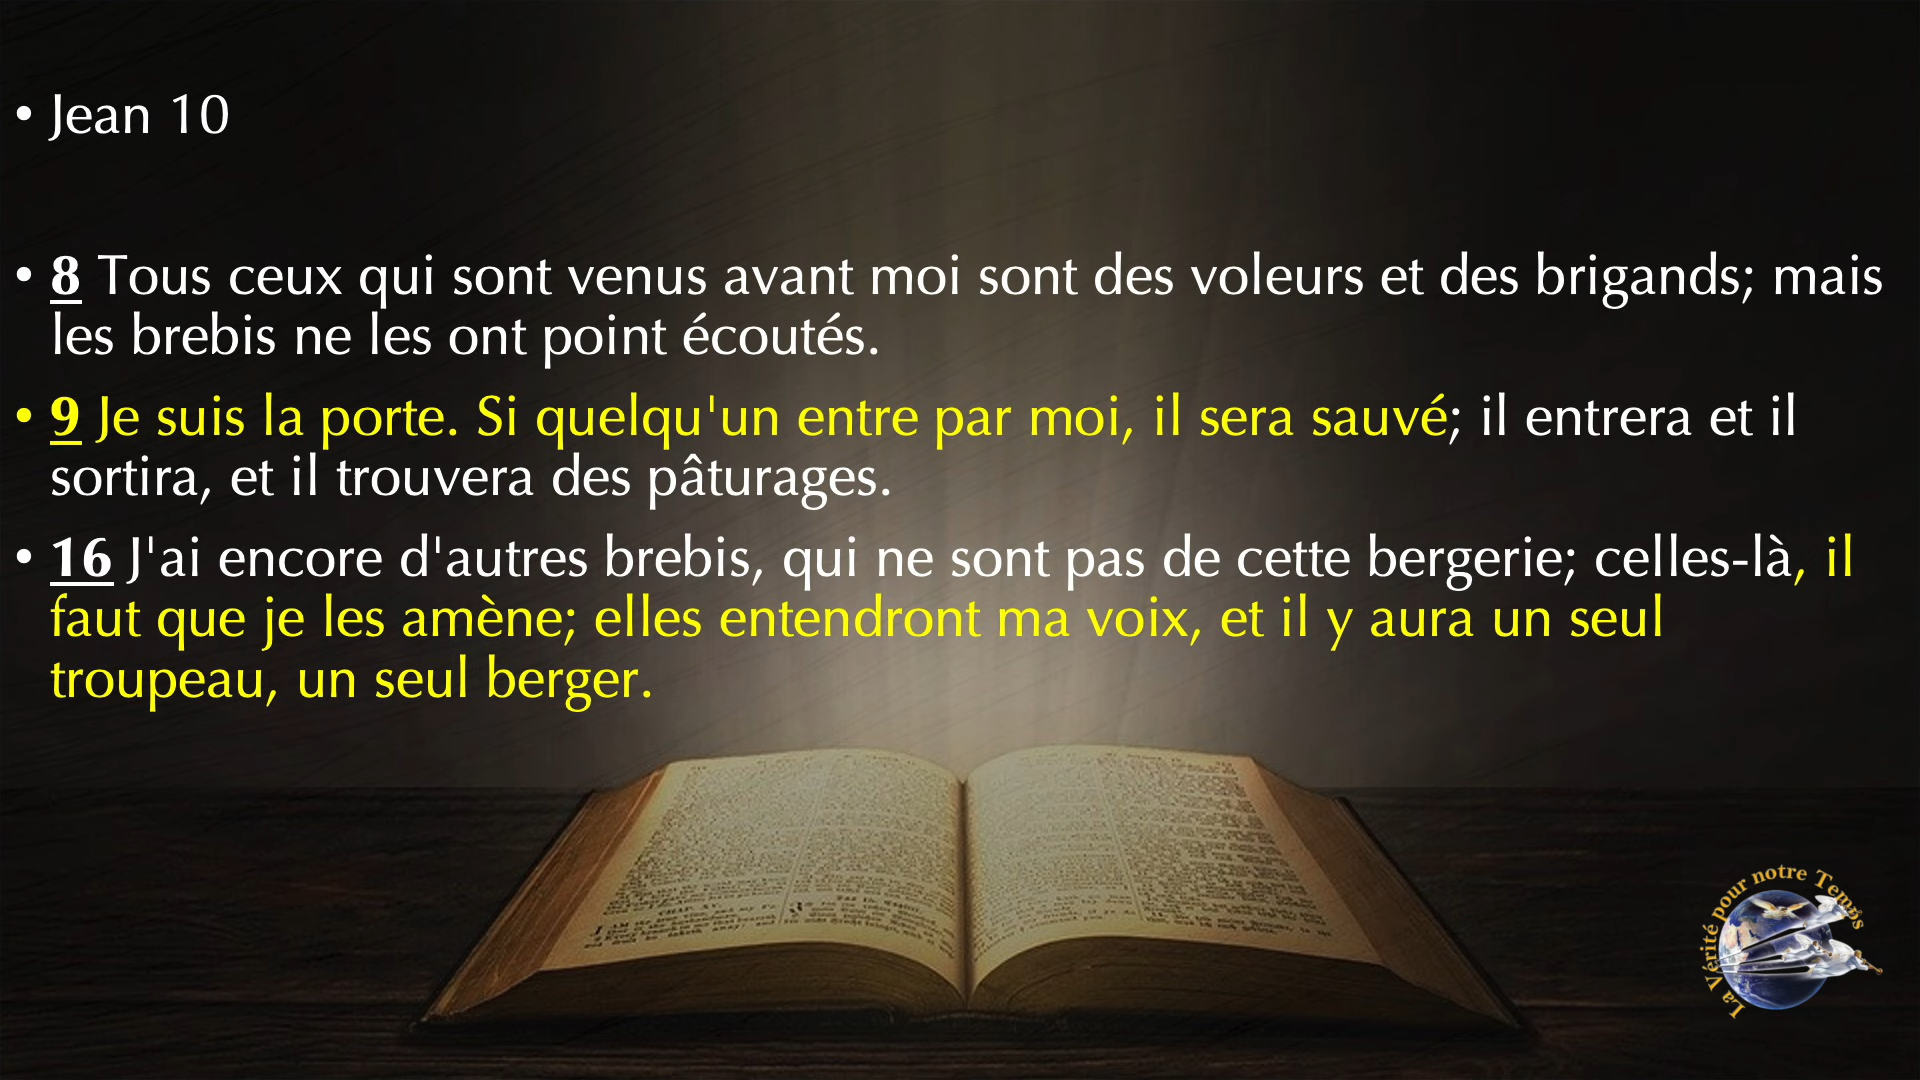 • Jean 10
• 8 Tous ceux qui sont venus avant moi sont des voleurs et des brigands; mais
les brebis ne les ont point écoutés.
• 9 Je suis la porte. Si quelqu'un entre par moi, il sera sauvé; il entrera et il
sortira, et il trouvera des pâturages.
• 16 J'ai encore d'autres brebis, qui ne sont pas de cette bergerie; celles-là, il
faut que je les amène; elles entendront ma voix, et il y aura un seul
troupeau, un seul berger.
La Vérité pour notre Temps